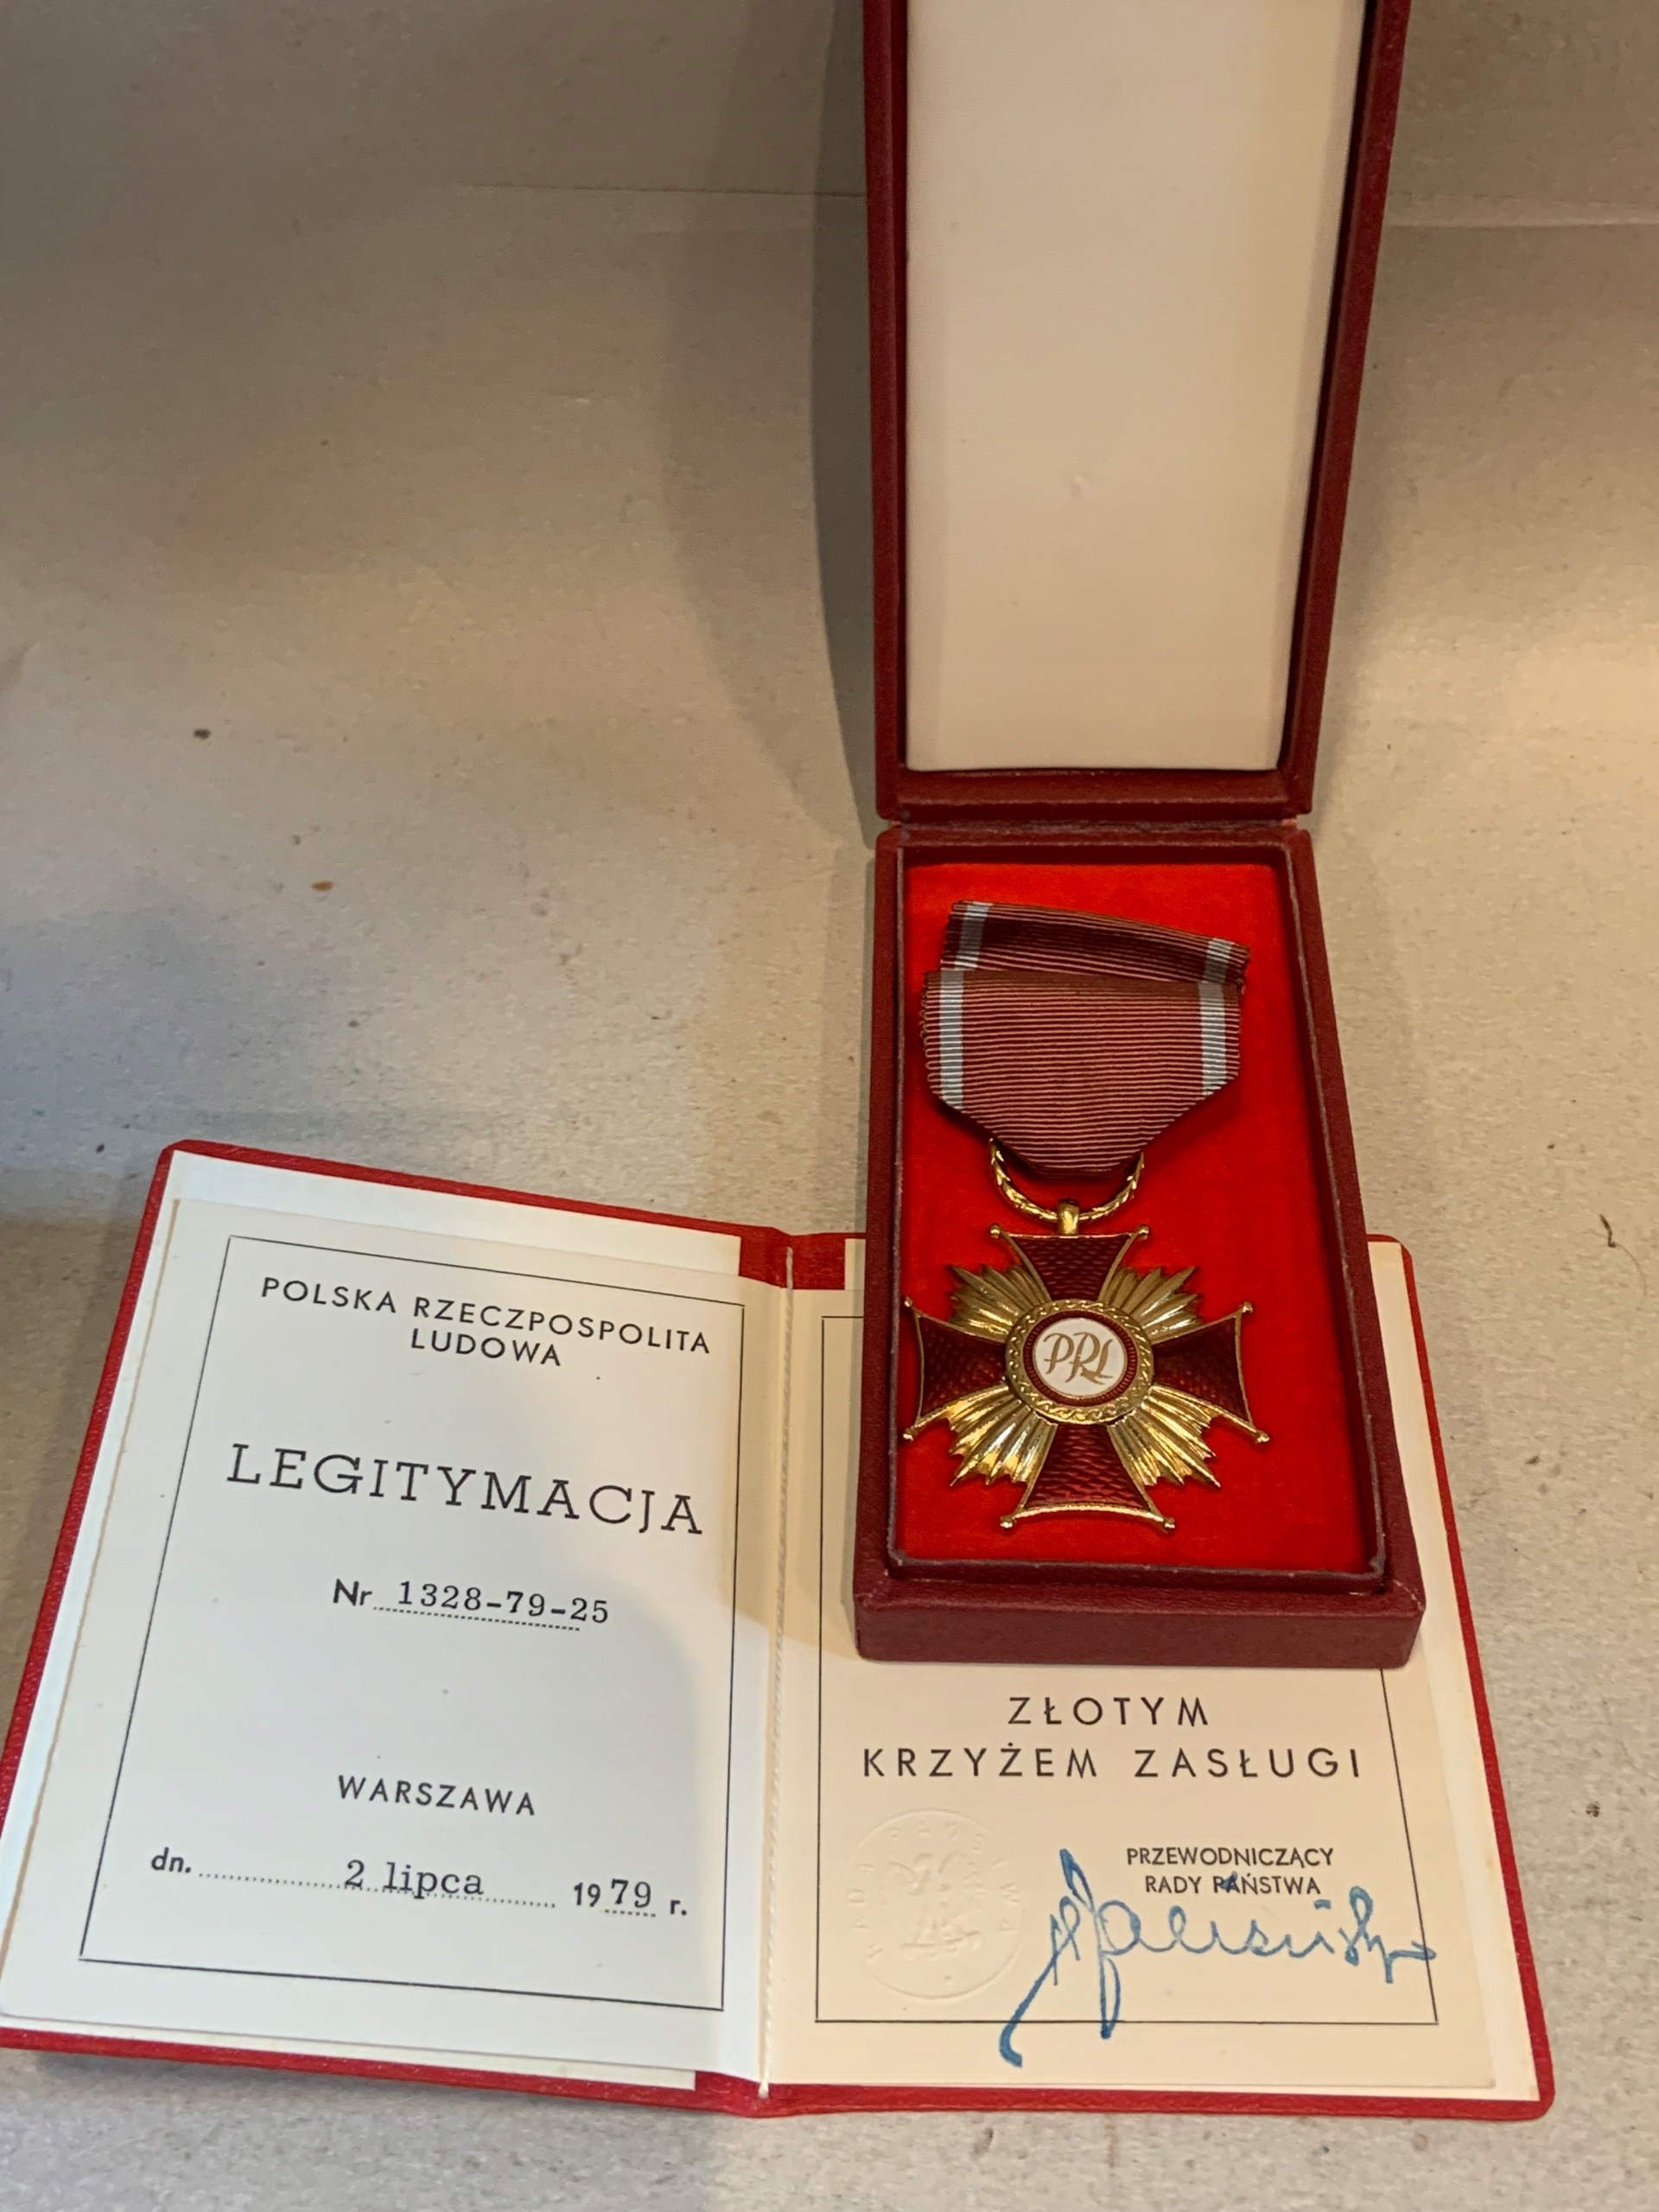 POLSKA RZECZPOSPOLITA
LUDOWA
LEGITYMACJA
Nr 1328-79-25
WARSZAWA
dn. 2 lipca 1979 r.
PRL
ZŁOTYM
KRZYŻEM ZASŁUGI
PRZEWODNICZĄCY
RADY PAŃSTWA